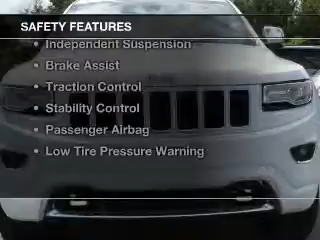 SAFETY FEATURES
• Independent Suspension
• Brake Assist
• Traction Control
• Stability Control
• Passenger Airbag
• Low Tire Pressure Warning